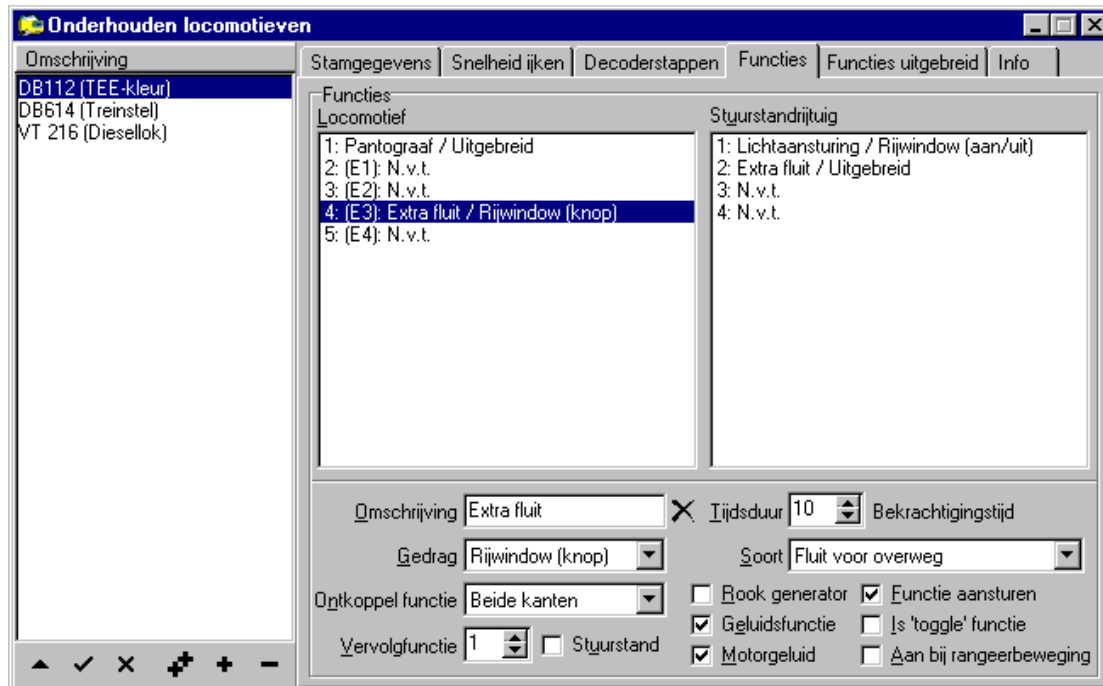 Onderhouden locomotieven
Omschrijving
DB112 (TEE-kleur)
DB614 (Treinstel)
VT 216 (Diesellok)
Stamgegevens Snelheid ijken Decoderstappen Functies Functies uitgebreid Info
Functies
Locomotief
1: Pantograaf / Uitgebreid
2: (E1): N.v.t.
3: (E2): N.v.t.
4: (E3): Extra fluit / Rijwindow (knop)
5: (E4): N.v.t.
Stuurstandrijtuig
1: Lichtaansturing / Rijwindow (aan/uit)
2: Extra fluit / Uitgebreid
3: N.v.t.
4: N.v.t.
Omschrijving Extra fluit
Tijdsduur 10 Bekrachtigingstijd
Gedrag Rijwindow (knop)
Soort Fluit voor overweg
Ontkoppel functie Beide kanten
Vervolgfunctie 1 Stuurstand
Rook generator Functie aansturen
Geluidsfunctie Is 'toggle' functie
Motorgeluid Aan bij rangeerbeweging